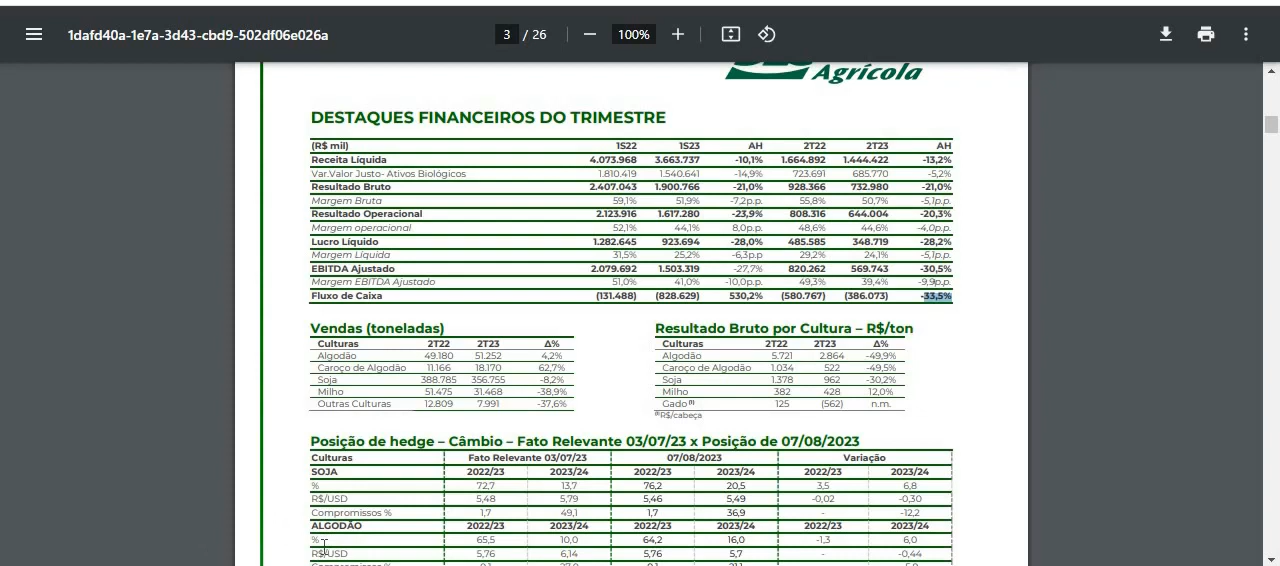 1dafd40a-1e7a-3d43-cbd9-502df06e026a 3 / 26 100%
Agrícola
DESTAQUES FINANCEIROS DO TRIMESTRE
(R$ mil) 1S22 1S23 AH 2T22 2T23 AH
Receita Líquida 4.073.968 3.663.737 -10,1% 1.664.892 1.444.422 -13,2%
Var.Valor Justo- Ativos Biológicos 1.810.419 1.540.641 -14,9% 723.691 685.770 -5,2%
Resultado Bruto 2.407.043 1.900.766 -21,0% 928.366 732.980 -21,0%
Margem Bruta 59,1% 51,9% -7,2p.p. 55,8% 50,7% -5,1p.p.
Resultado Operacional 2.123.916 1.617.280 -23,9% 808.316 644.004 -20,3%
Margem operacional 52,1% 44,1% 8,0p.p. 48,6% 44,6% -4,0p.p.
Lucro Líquido 1.282.645 923.694 -28,0% 485.585 348.719 -28,2%
Margem Líquida 31,5% 25,2% -6,3p.p 29,2% 24,1% -5,1p.p.
EBITDA Ajustado 2.079.692 1.503.319 -27,7% 820.262 569.743 -30,5%
Margem EBITDA Ajustado 51,0% 41,0% -10,0p.p. 49,3% 39,4% -9,9p.p.
Fluxo de Caixa (131.488) (828.629) 530,2% (580.767) (386.073) -33,5%
Vendas (toneladas)
Culturas 2T22 2T23 Δ%
Algodão 49.180 51.252 4,2%
Caroço de Algodão 11.166 18.170 62,7%
Soja 388.785 356.755 -8,2%
Milho 51.475 31.468 -38,9%
Outras Culturas 12.809 7.991 -37,6%
Resultado Bruto por Cultura – R$/ton
Culturas 2T22 2T23 Δ%
Algodão 5.721 2.864 -49,9%
Caroço de Algodão 1.034 522 -49,5%
Soja 1.378 962 -30,2%
Milho 382 428 12,0%
Gado (1) 125 (562) n.m.
(1)R$/cabeça
Posição de hedge – Câmbio – Fato Relevante 03/07/23 x Posição de 07/08/2023
Culturas Fato Relevante 03/07/23 07/08/2023 Variação
SOJA 2022/23 2023/24 2022/23 2023/24 2022/23 2023/24
% 72,7 13,7 76,2 20,5 3,5 6,8
R$/USD 5,48 5,79 5,46 5,49 -0,02 -0,30
Compromissos % 1,7 49,1 1,7 36,9 - -12,2
ALGODÃO 2022/23 2023/24 2022/23 2023/24 2022/23 2023/24
% 65,5 10,0 64,2 16,0 -1,3 6,0
R$/USD 5,76 6,14 5,76 5,7 - -0,44